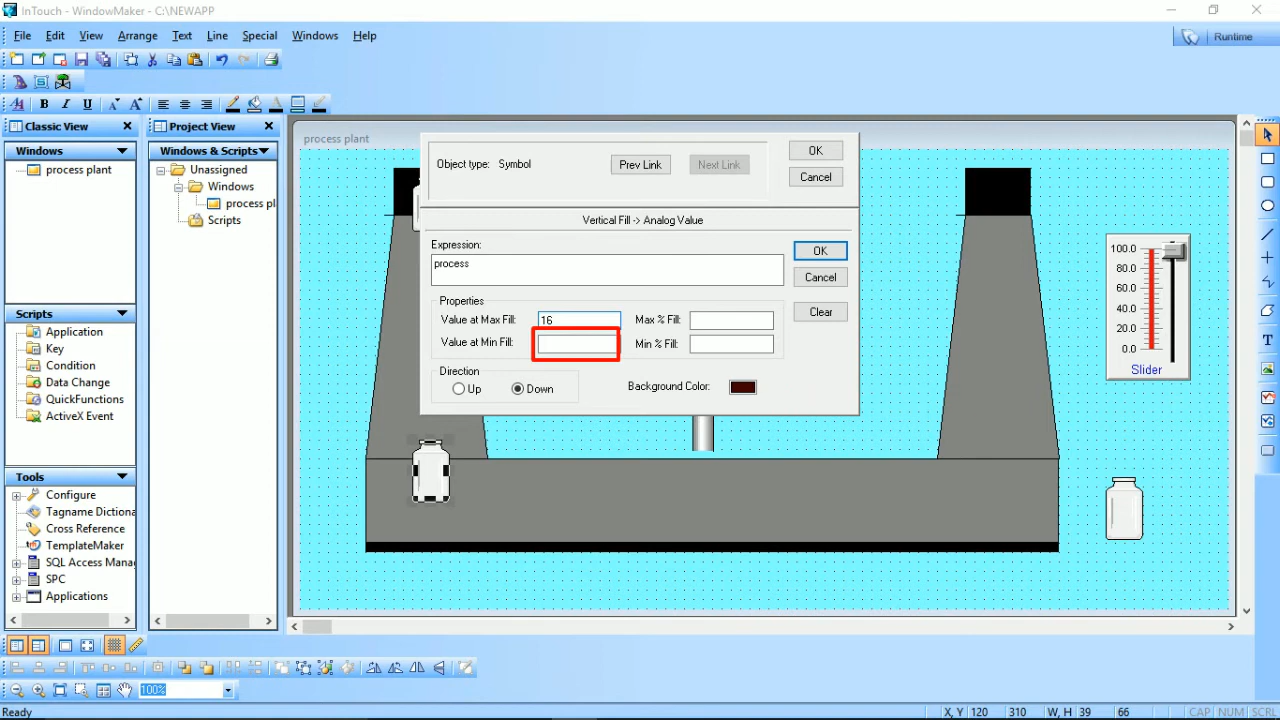 InTouch - WindowMaker - C:\NEWAPP
File Edit View Arrange Text Line Special Windows Help
Runtime
B I U
Classic View
Project View
Windows
process plant
Scripts
Application
Key
Condition
Data Change
QuickFunctions
ActiveX Event
Tools
Configure
Tagname Dictiona
Cross Reference
TemplateMaker
SQL Access Mana
SPC
Applications
Windows & Scripts
Unassigned
Windows
process pl
Scripts
process plant
Object type: Symbol
Prev Link
Next Link
OK
Cancel
Vertical Fill -> Analog Value
Expression:
process
OK
Cancel
Clear
Properties
Value at Max Fill: 16
Max % Fill:
Value at Min Fill:
Min % Fill:
Direction
Up
Down
Background Color:
100.0
80.0
60.0
40.0
20.0
0.0
Slider
T
100%
Ready
X, Y 120 310 W, H 39 66 CAP NUM SCRL